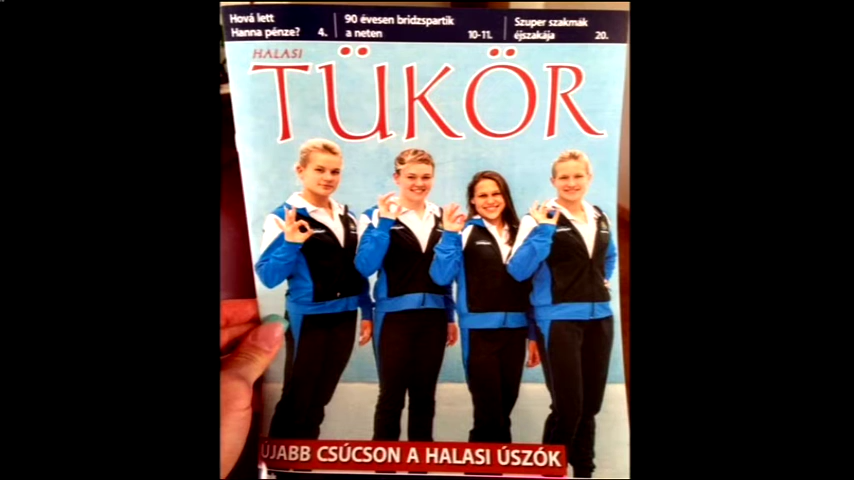 Hová lett
Hanna pénze? 4.
90 évesen bridzspartik
a neten 10-11.
Szuper szakmák
éjszakája 20.
HALASI
TÜKÖR
ÚJABB CSÚCSON A HALASI ÚSZÓK